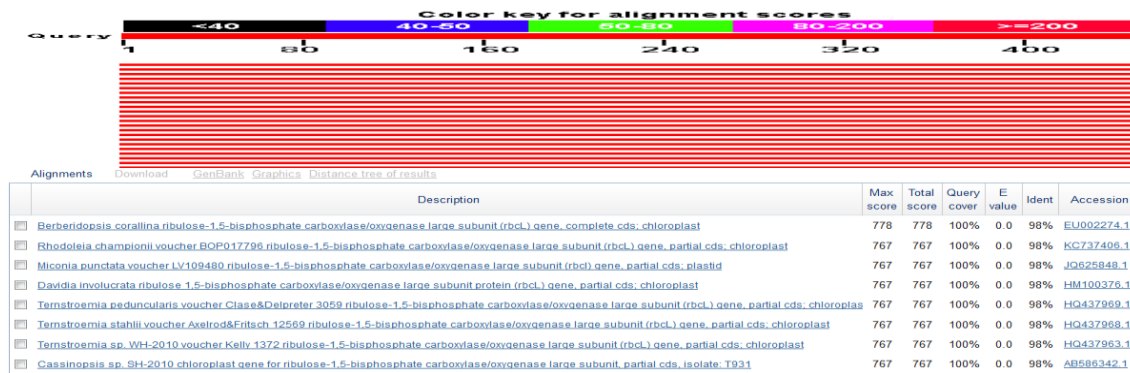 Color key for alignment scores
<40 40-50 50-80 80-200 >=200
Query
1 80 160 240 320 400
Alignments Download GenBank Graphics Distance tree of results
Description Max score Total score Query cover E value Ident Accession
Berberidopsis corallina ribulose-1,5-bisphosphate carboxylase/oxygenase large subunit (rbcL) gene, complete cds; chloroplast 778 778 100% 0.0 98% EU002274.1
Rhodoleia championii voucher BOP017796 ribulose-1,5-bisphosphate carboxylase/oxygenase large subunit (rbcL) gene, partial cds; chloroplast 767 767 100% 0.0 98% KC737406.1
Miconia punctata voucher LV109480 ribulose-1,5-bisphosphate carboxylase/oxygenase large subunit (rbcl) gene, partial cds; plastid 767 767 100% 0.0 98% JQ625848.1
Davidia involucrata ribulose 1,5-bisphosphate carboxylase/oxygenase large subunit protein (rbcL) gene, partial cds; chloroplast 767 767 100% 0.0 98% HM100376.1
Ternstroemia peduncularis voucher Clase&Delpreter 3059 ribulose-1,5-bisphosphate carboxylase/oxygenase large subunit (rbcL) gene, partial cds; chloroplas 767 767 100% 0.0 98% HQ437969.1
Ternstroemia stahlii voucher Axelrod&Fritsch 12569 ribulose-1,5-bisphosphate carboxylase/oxygenase large subunit (rbcL) gene, partial cds; chloroplast 767 767 100% 0.0 98% HQ437968.1
Ternstroemia sp. WH-2010 voucher Kelly 1372 ribulose-1,5-bisphosphate carboxylase/oxygenase large subunit (rbcL) gene, partial cds; chloroplast 767 767 100% 0.0 98% HQ437963.1
Cassinopsis sp. SH-2010 chloroplast gene for ribulose-1,5-bisphosphate carboxylase/oxygenase large subunit, partial cds, isolate: T931 767 767 100% 0.0 98% AB586342.1